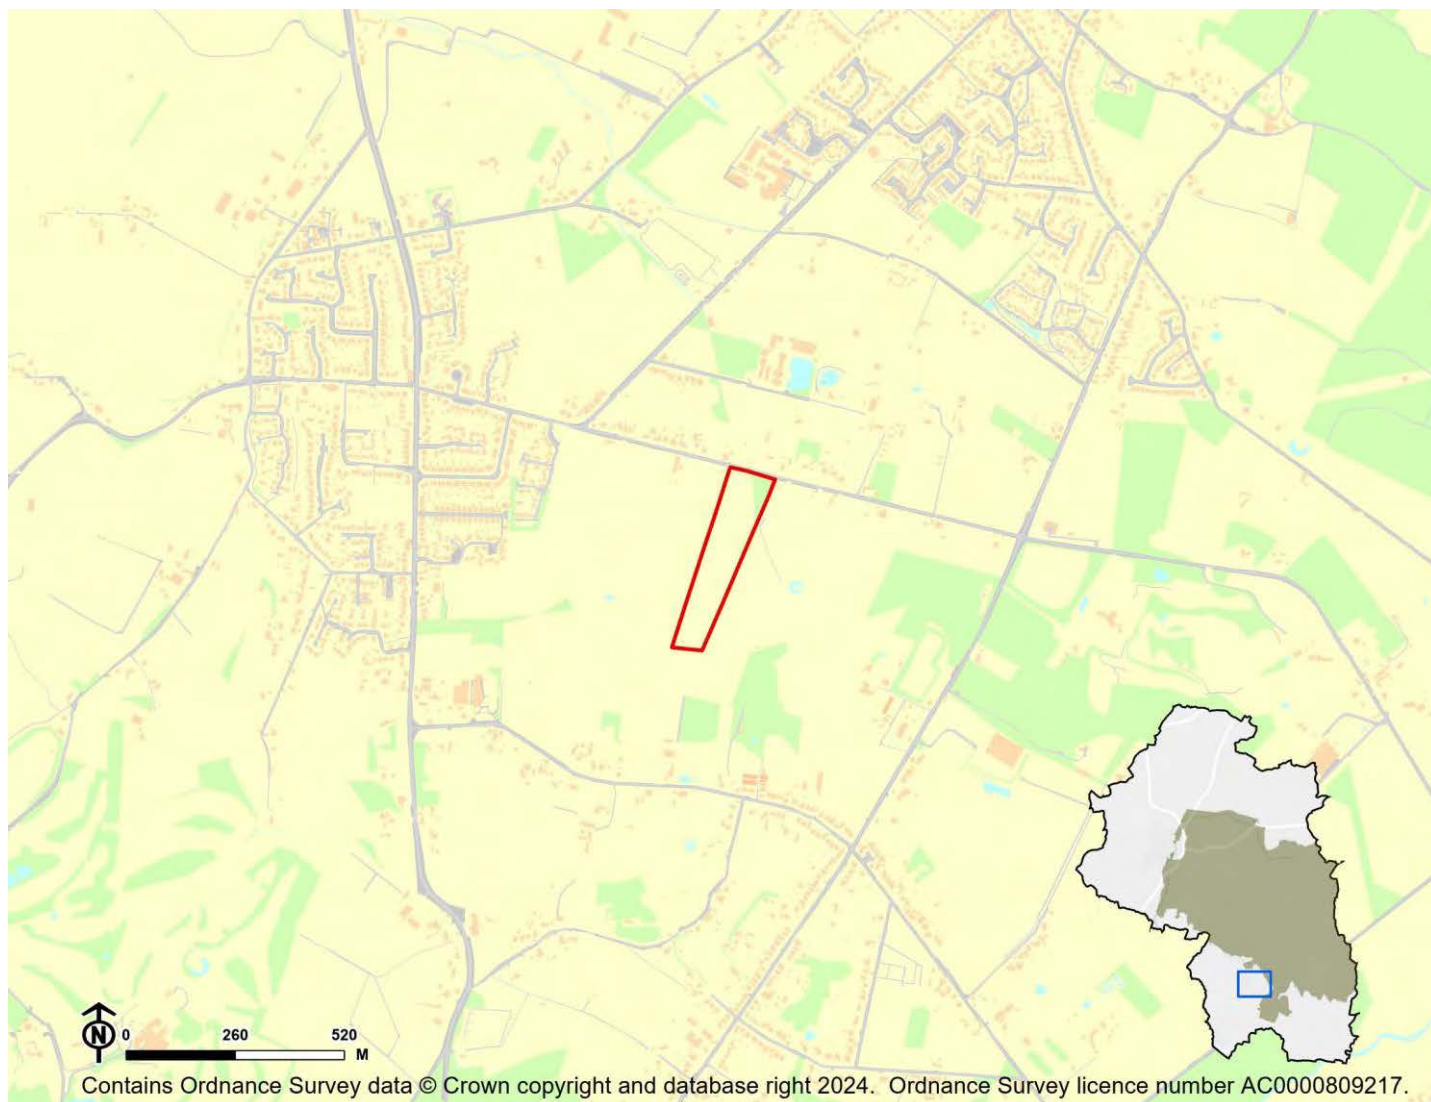 N
0 260 520
M
Contains Ordnance Survey data © Crown copyright and database right 2024. Ordnance Survey licence number AC0000809217.